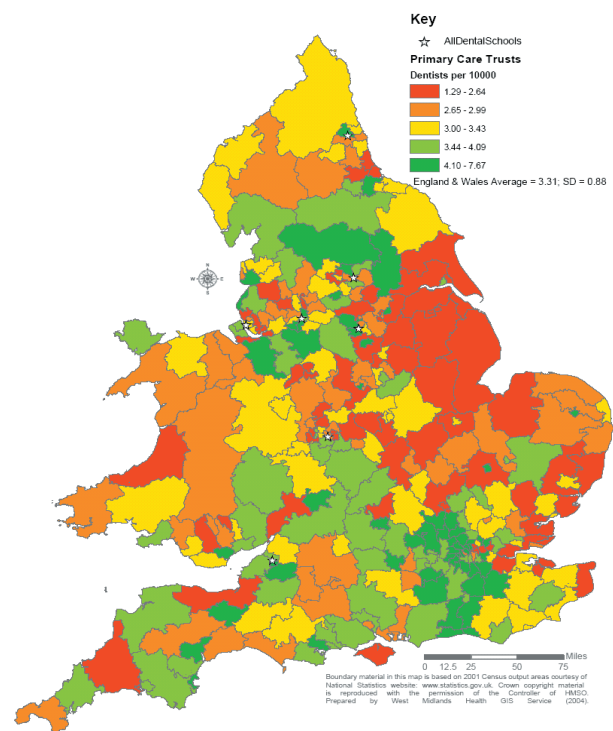 Key
AllDentalSchools
Primary Care Trusts
Dentists per 10000
1.29 - 2.64
2.65 - 2.99
3.00 - 3.43
3.44 - 4.09
4.10 - 7.67
England & Wales Average = 3.31; SD = 0.88
N
W E
S
Miles
0 12.5 25 50 75
Boundary material in this map is based on 2001 Census output areas courtesy of
National Statistics website: www.statistics.gov.uk. Crown copyright material
is reproduced with the permission of the Controller of HMSO.
Prepared by West Midlands Health GIS Service (2004).